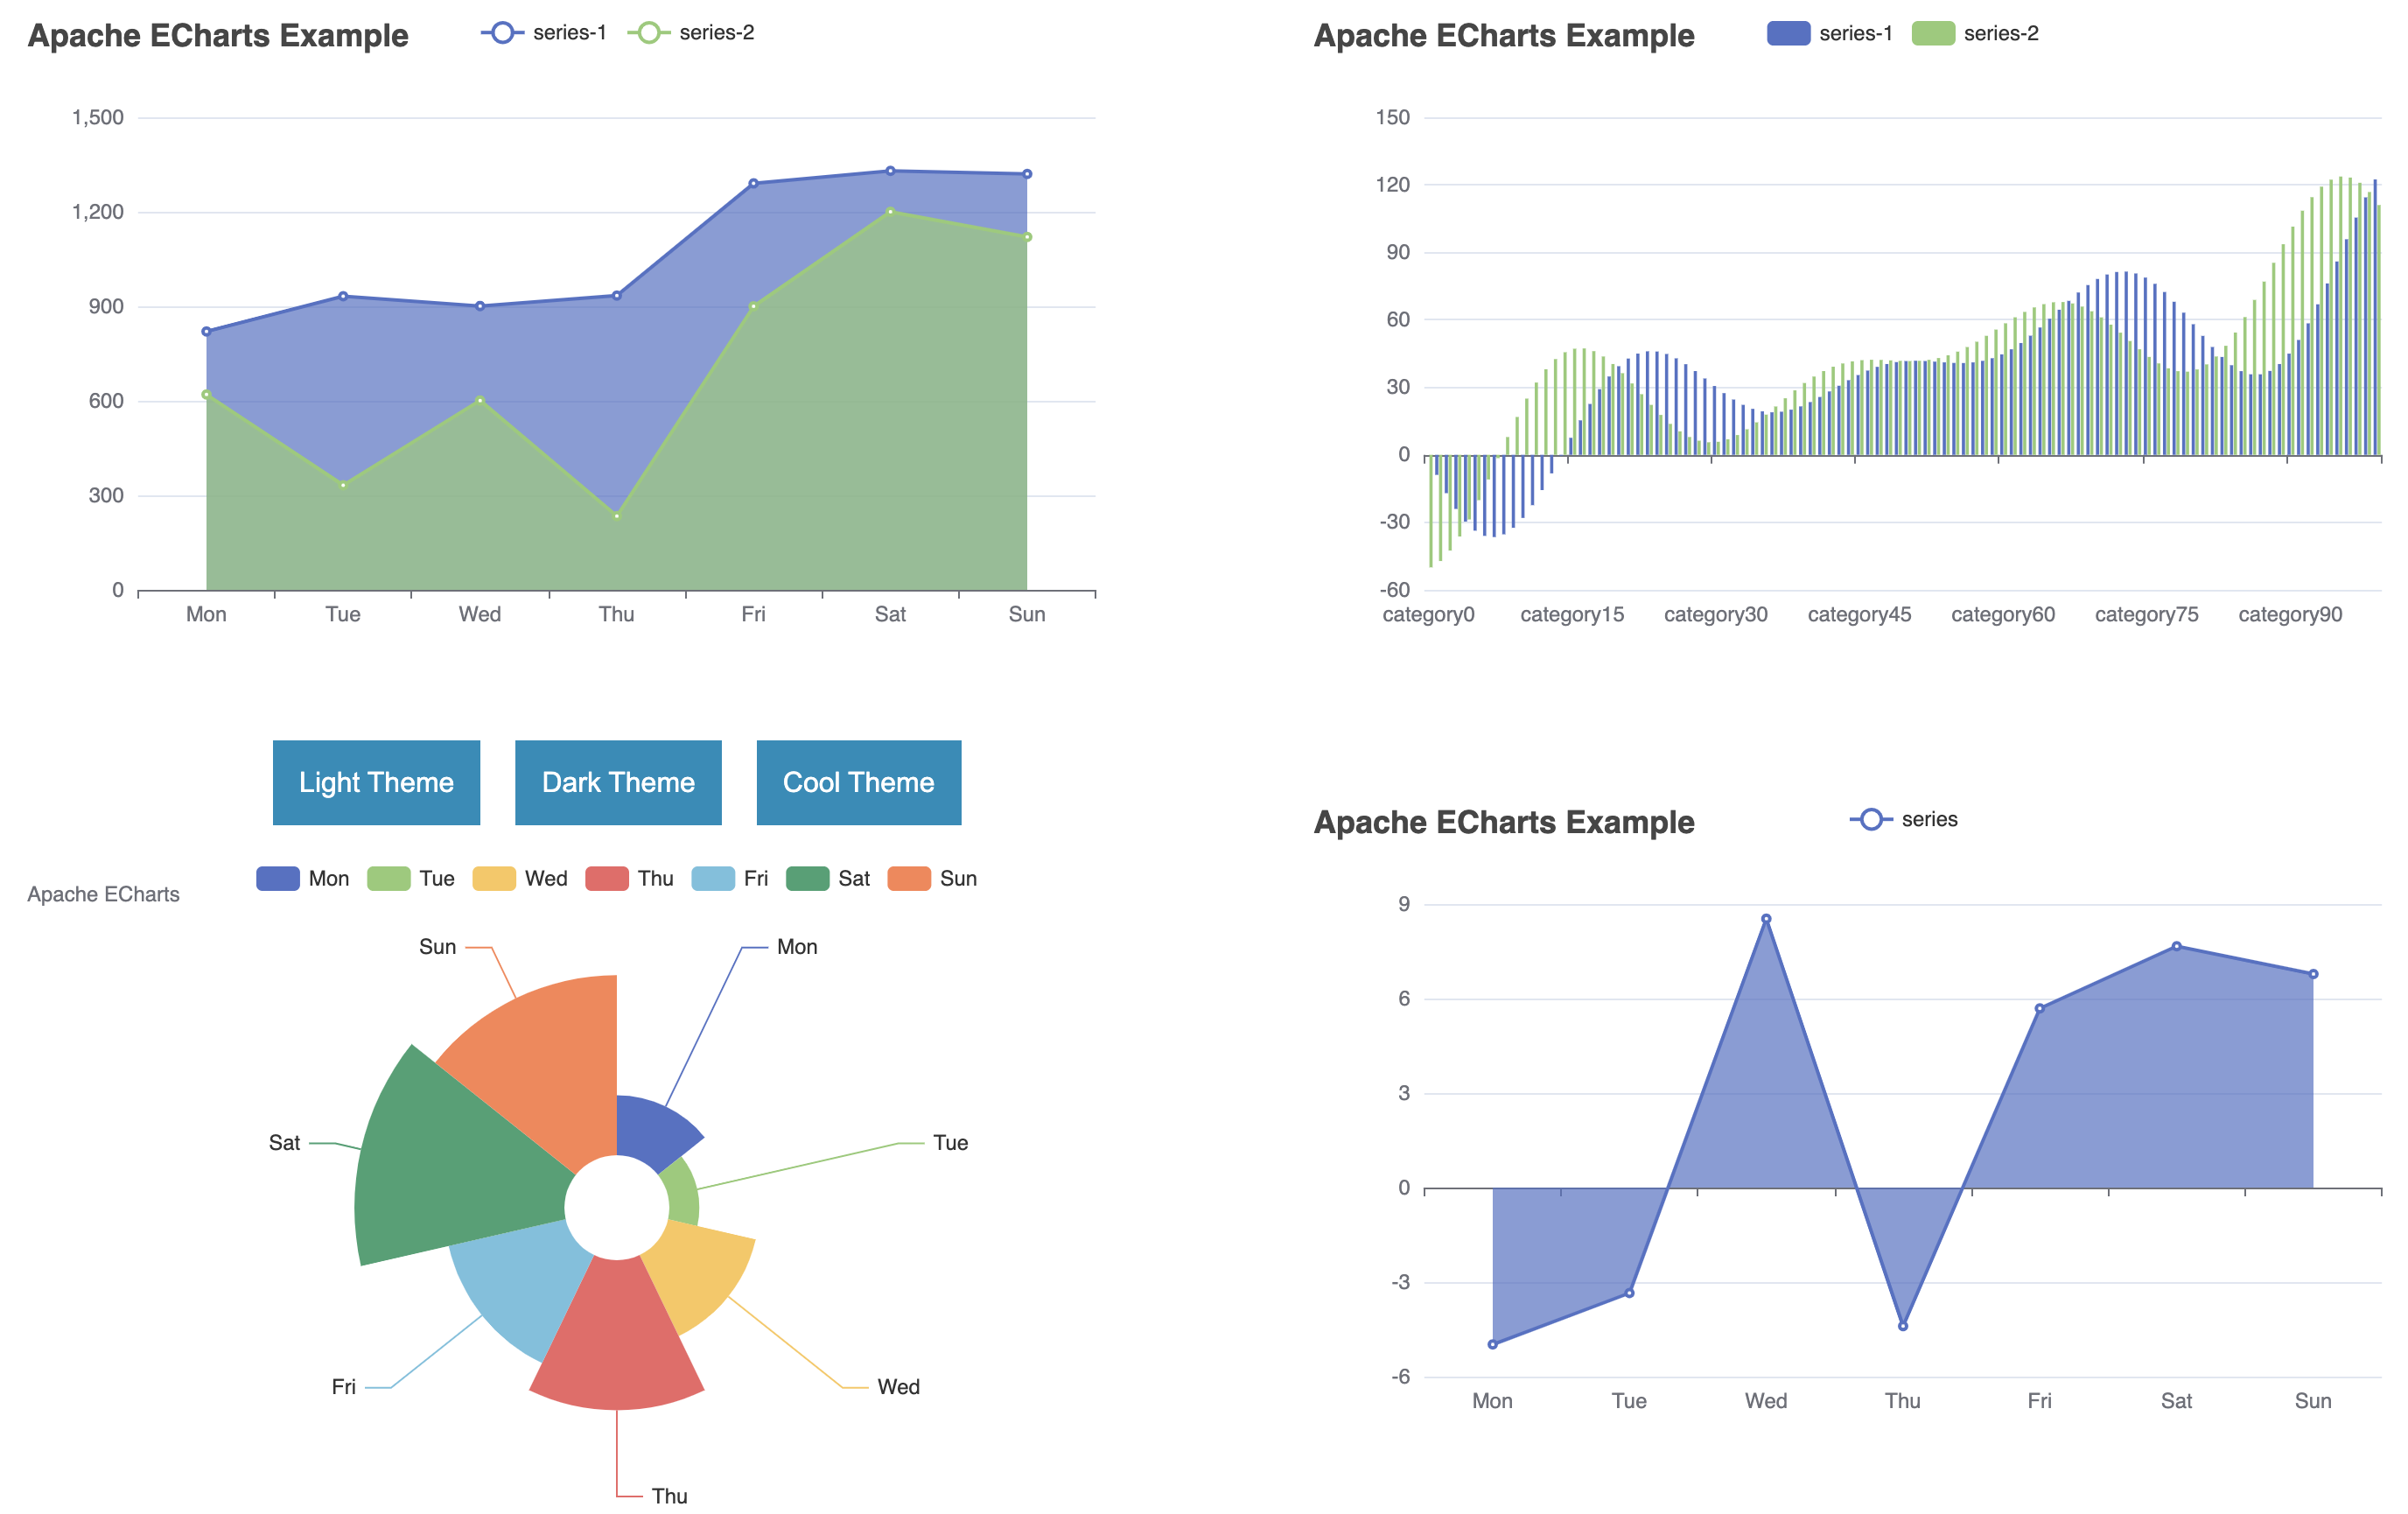 Apache ECharts Example
series-1 series-2
1,500
1,200
900
600
300
0
Mon Tue Wed Thu Fri Sat Sun
Apache ECharts Example
series-1 series-2
150
120
90
60
30
0
-30
-60
category0 category15 category30 category45 category60 category75 category90
Light Theme Dark Theme Cool Theme
Mon Tue Wed Thu Fri Sat Sun
Apache ECharts
Sun Mon
Sat Tue
Fri Wed
Thu
Apache ECharts Example
series
9
6
3
0
-3
-6
Mon Tue Wed Thu Fri Sat Sun